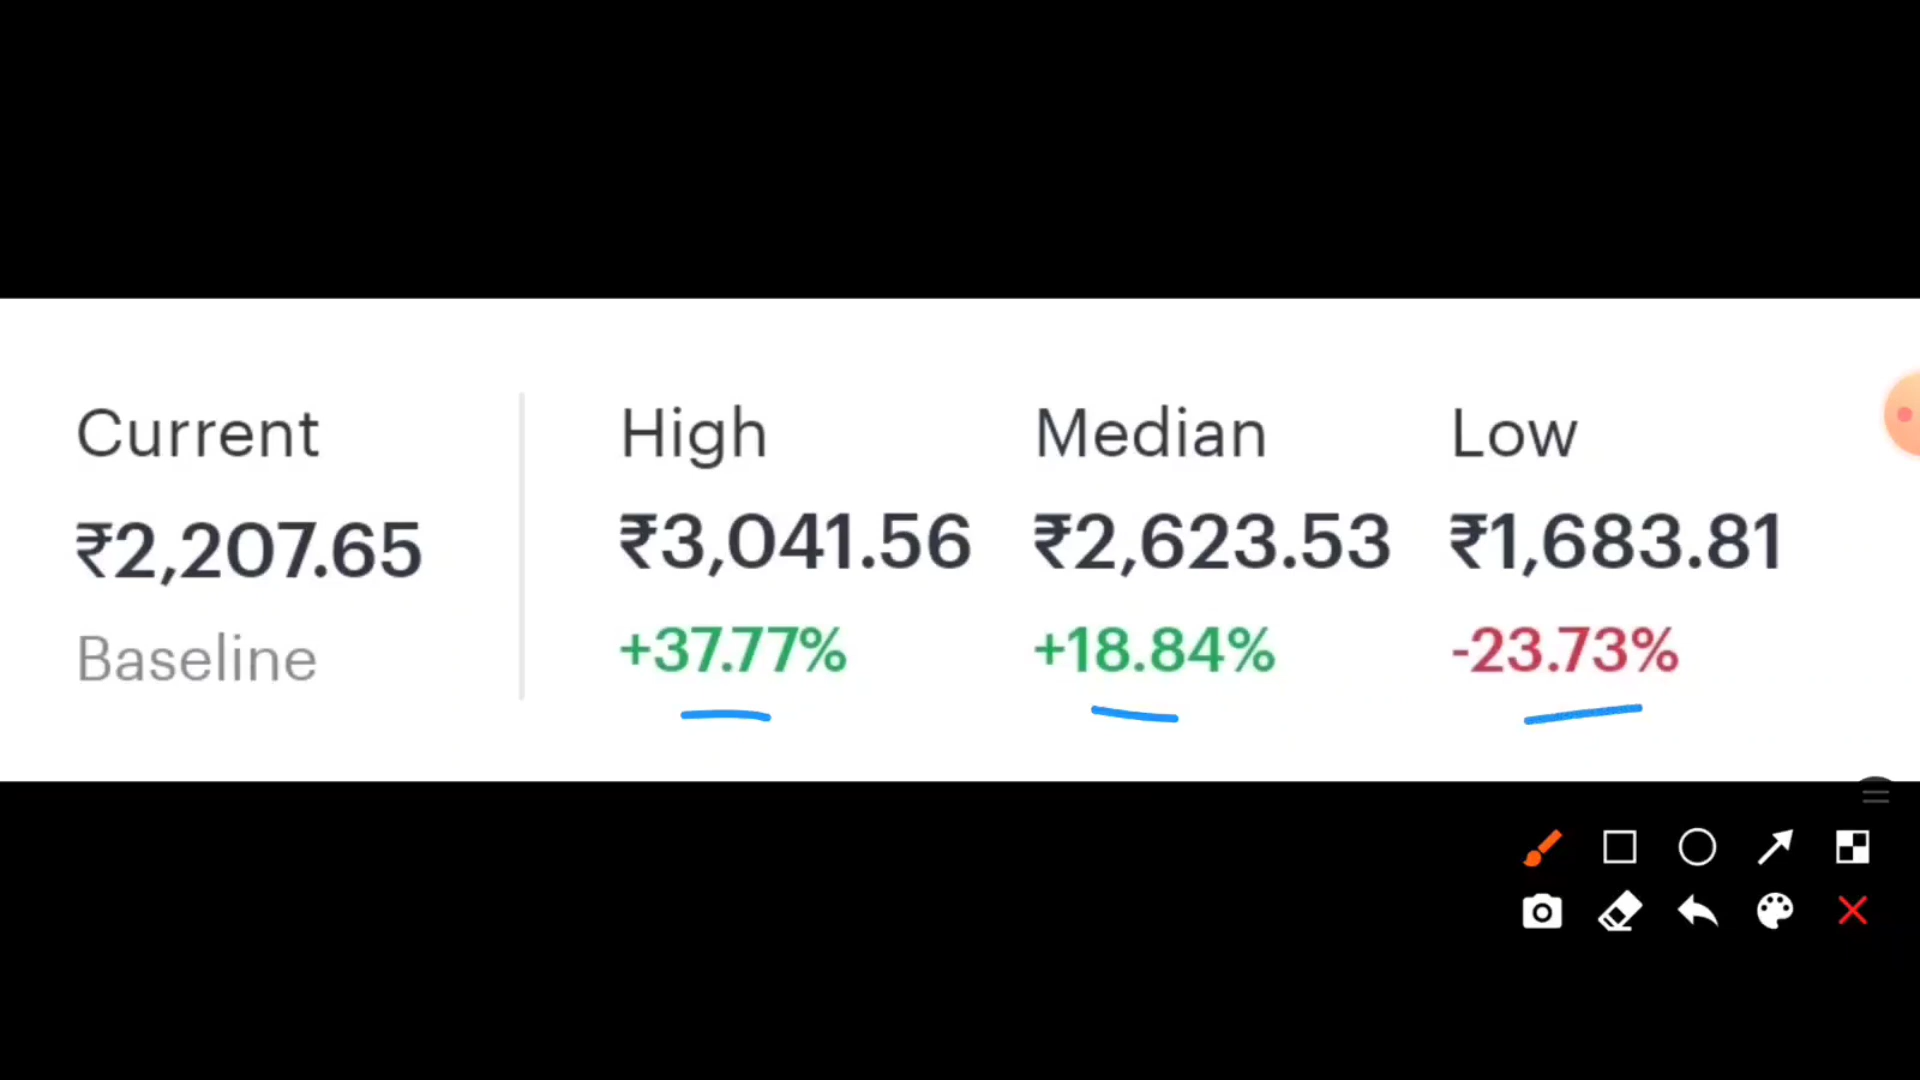 Current
₹2,207.65
Baseline
High
₹3,041.56
+37.77%
Median
₹2,623.53
+18.84%
Low
₹1,683.81
-23.73%